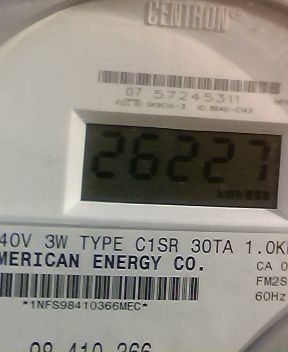 CENTRON®
07 57245311
26227
kWh
40V 3W TYPE C1SR 30TA 1.0K
MERICAN ENERGY CO.
CA 0
FM2S
*1NFS98410366MEC*
60Hz
98 410 366